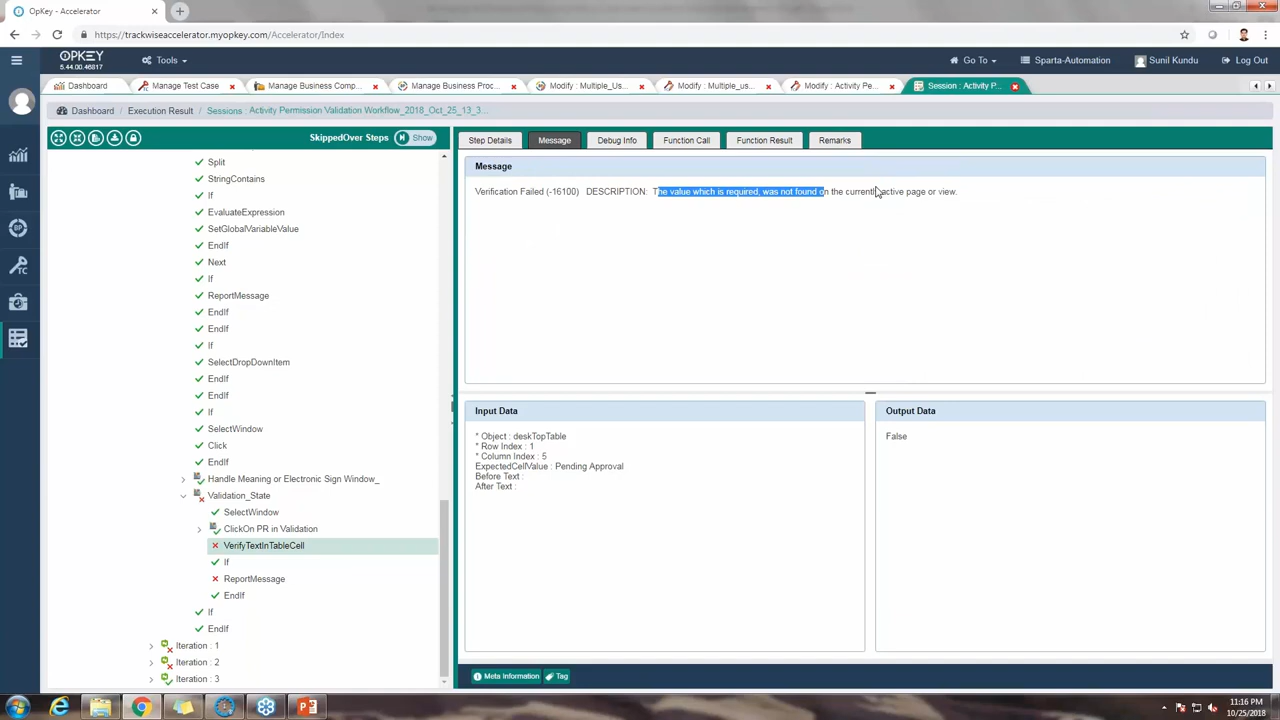 OpKey - Accelerator
https://trackwiseaccelerator.myopkey.com/Accelerator/Index
OPKEY
5.44.00.46817
Tools
Go To
Sparta-Automation
Sunil Kundu
Log Out
Dashboard
Manage Test Case
Manage Business Comp...
Manage Business Proc...
Modify : Multiple_Us...
Modify : Multiple_us...
Modify : Activity Pe...
Session : Activity P...
Dashboard
Execution Result
Sessions :
Activity Permission Validation Workflow_2018_Oct_25_13_3...
SkippedOver Steps
Show
Split
StringContains
If
EvaluateExpression
SetGlobalVariableValue
EndIf
Next
If
ReportMessage
EndIf
EndIf
If
SelectDropDownItem
EndIf
EndIf
If
SelectWindow
Click
EndIf
Handle Meaning or Electronic Sign Window_
Validation_State
SelectWindow
ClickOn PR in Validation
VerifyTextInTableCell
If
ReportMessage
EndIf
If
EndIf
Iteration : 1
Iteration : 2
Iteration : 3
Step Details
Message
Debug Info
Function Call
Function Result
Remarks
Message
Verification Failed (-16100) DESCRIPTION: The value which is required, was not found on the currently active page or view.
Input Data
* Object : deskTopTable
* Row Index : 1
* Column Index : 5
ExpectedCellValue : Pending Approval
Before Text :
After Text :
Output Data
False
Meta Information
Tag
11:16 PM
10/25/2018